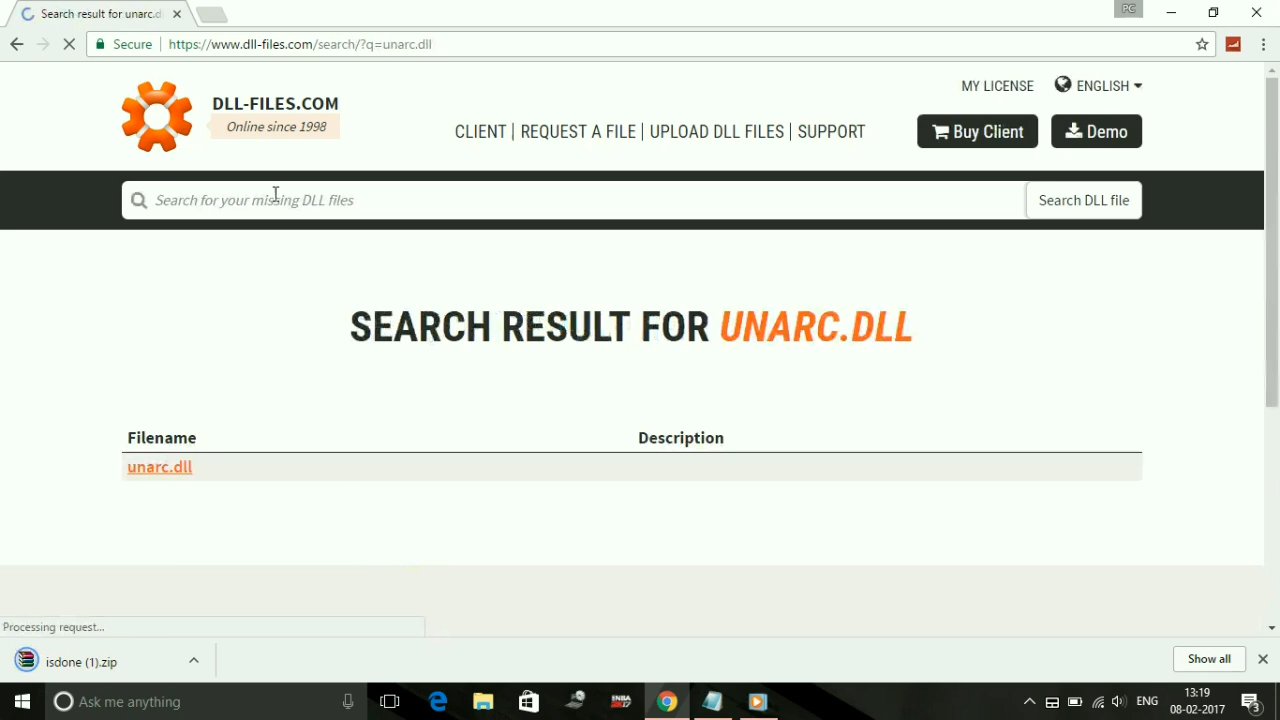 Search result for unarc.d
PC
Secure
https://www.dll-files.com/search/?q=unarc.dll
MY LICENSE
ENGLISH
DLL-FILES.COM
Online since 1998
CLIENT | REQUEST A FILE | UPLOAD DLL FILES | SUPPORT
Buy Client
Demo
Search for your missing DLL files
Search DLL file
SEARCH RESULT FOR UNARC.DLL
Filename
Description
unarc.dll
Processing request...
isdone (1).zip
Show all
Ask me anything
ENG
13:19
08-02-2017
3